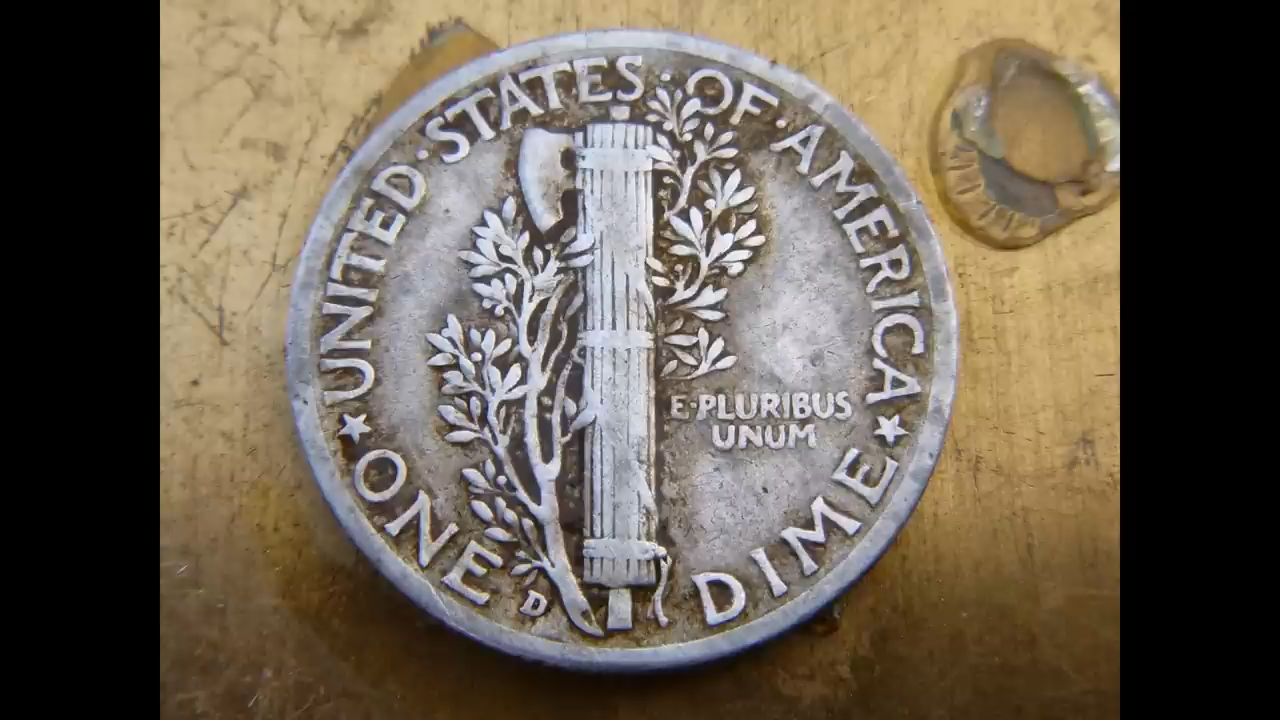 UNITED·STATES·OF·AMERICA
E·PLURIBUS
UNUM
ONE DIME
D